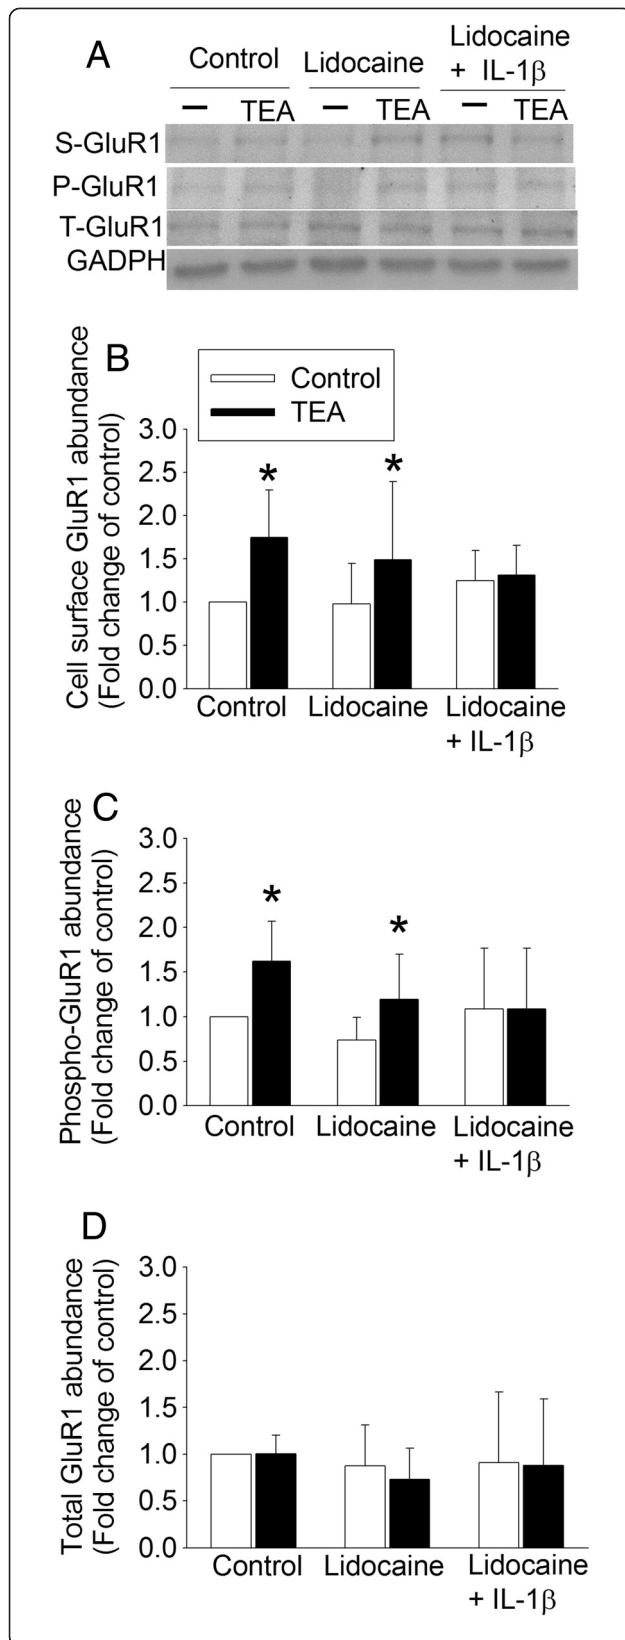 A
Control
Lidocaine
Lidocaine
+ IL-1β
– TEA – TEA – TEA
S-GluR1
P-GluR1
T-GluR1
GADPH
B
Control
TEA
Cell surface GluR1 abundance
(Fold change of control)
3.0
2.5
2.0
1.5
1.0
0.5
0.0
* *
Control Lidocaine Lidocaine
+ IL-1β
C
Phospho-GluR1 abundance
(Fold change of control)
3.0
2.5
2.0
1.5
1.0
0.5
0.0
* *
Control Lidocaine Lidocaine
+ IL-1β
D
Total GluR1 abundance
(Fold change of control)
3.0
2.5
2.0
1.5
1.0
0.5
0.0
Control Lidocaine Lidocaine
+ IL-1β